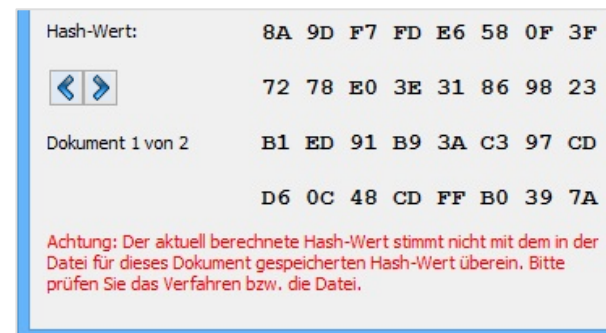 Hash-Wert: 8A 9D F7 FD E6 58 0F 3F
72 78 E0 3E 31 86 98 23
Dokument 1 von 2 B1 ED 91 B9 3A C3 97 CD
D6 0C 48 CD FF B0 39 7A
Achtung: Der aktuell berechnete Hash-Wert stimmt nicht mit dem in der
Datei für dieses Dokument gespeicherten Hash-Wert überein. Bitte
prüfen Sie das Verfahren bzw. die Datei.